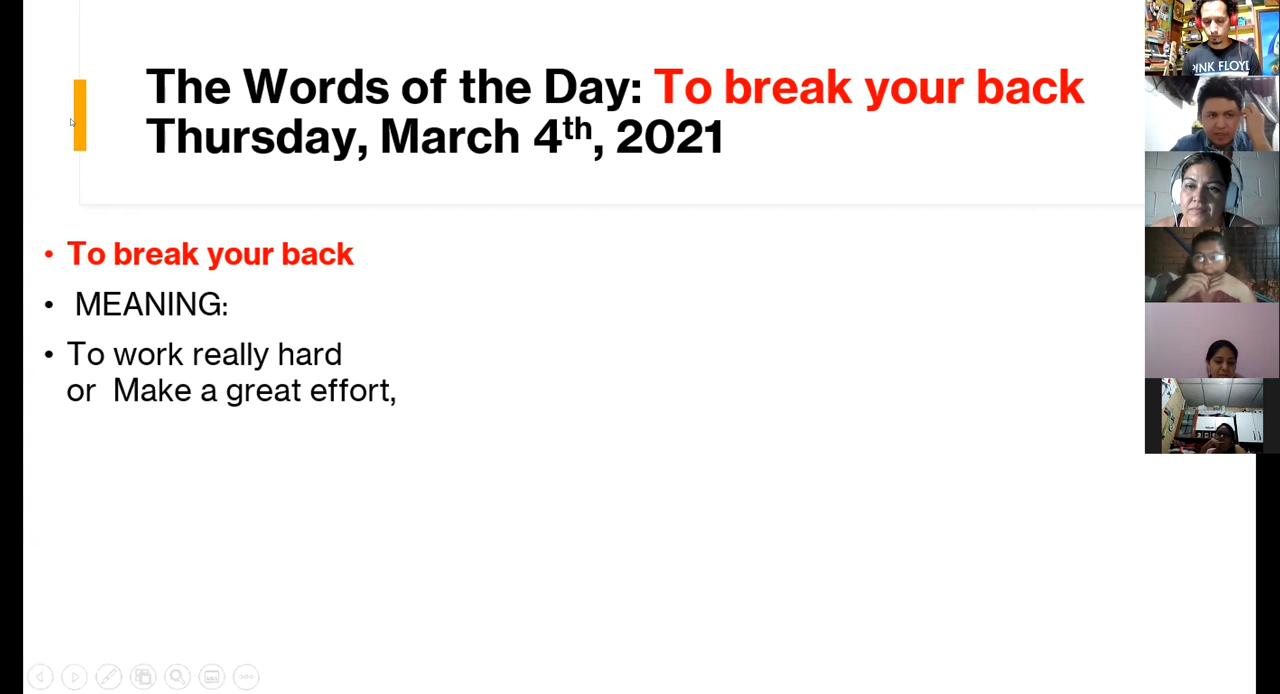 The Words of the Day: To break your back
Thursday, March 4th, 2021
• To break your back
• MEANING:
• To work really hard
or Make a great effort,
PINK FLOYD